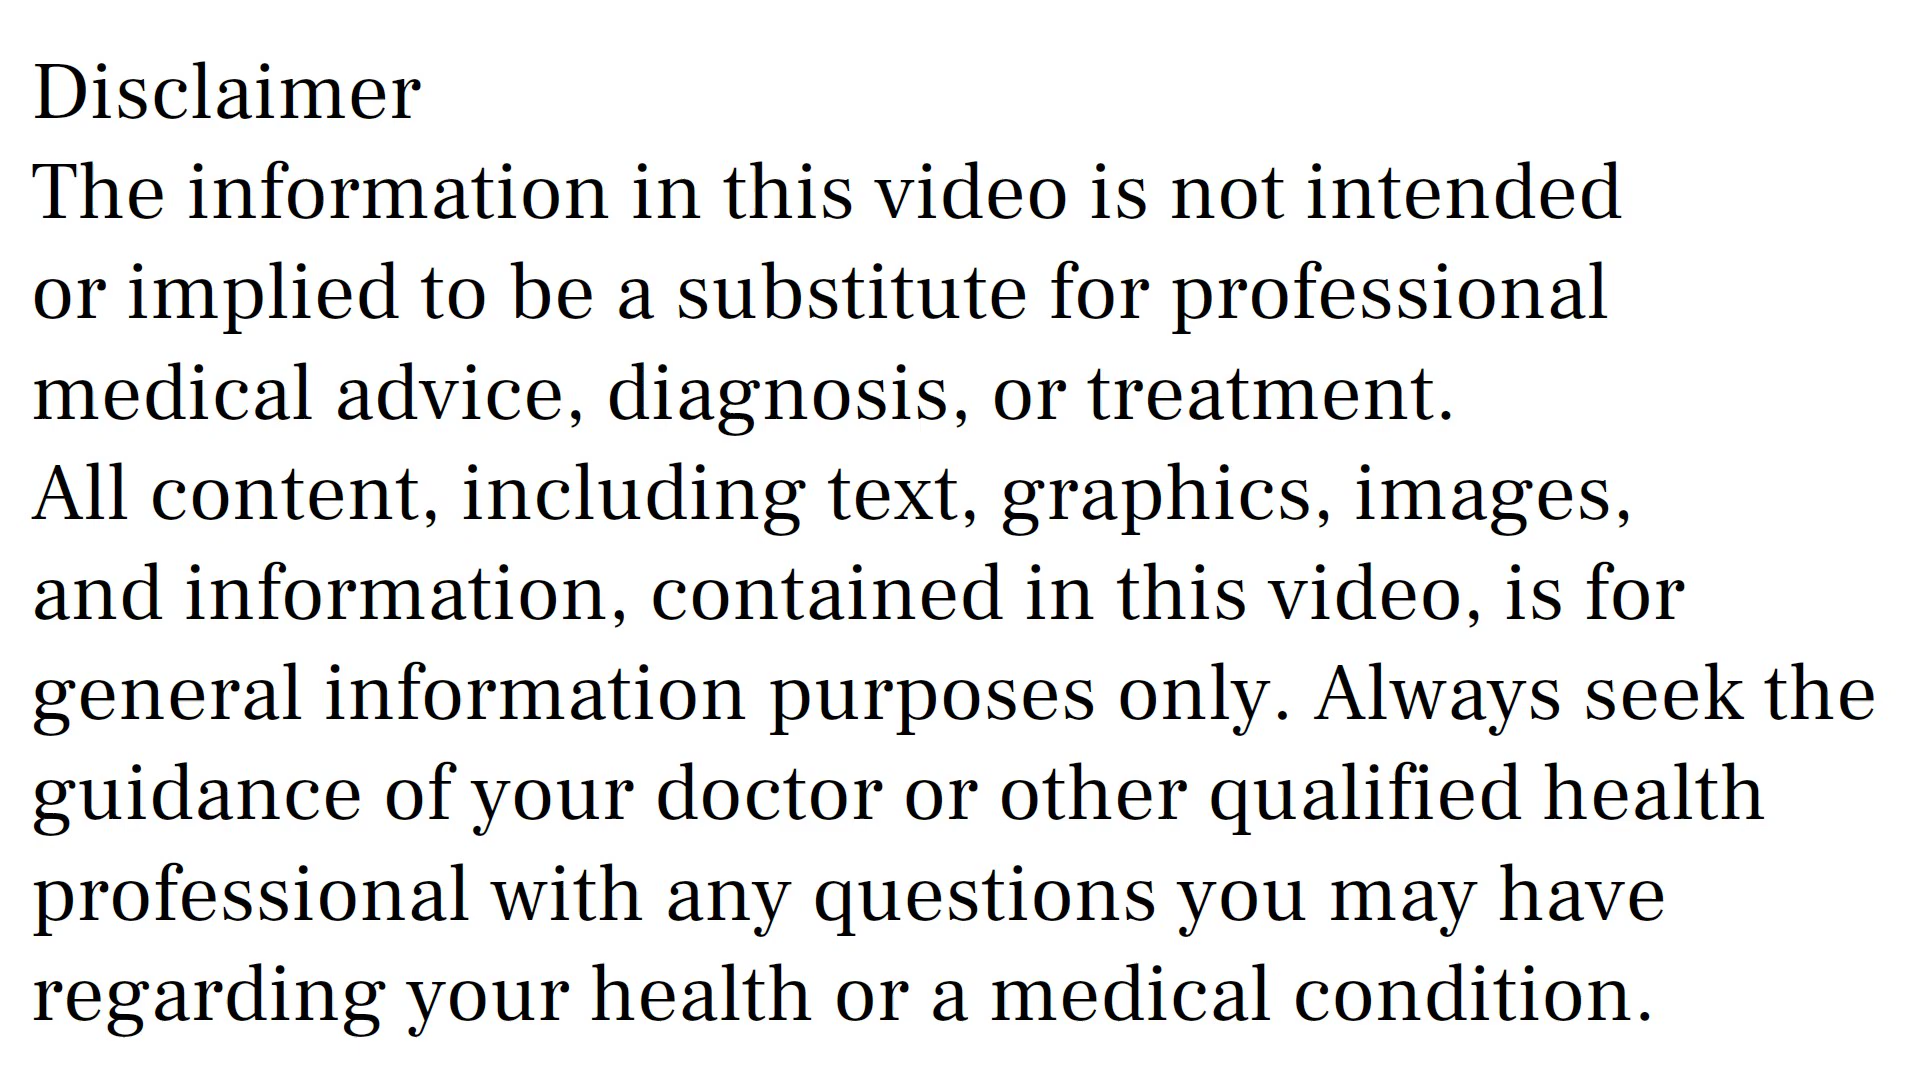 Disclaimer
The information in this video is not intended
or implied to be a substitute for professional
medical advice, diagnosis, or treatment.
All content, including text, graphics, images,
and information, contained in this video, is for
general information purposes only. Always seek the
guidance of your doctor or other qualified health
professional with any questions you may have
regarding your health or a medical condition.